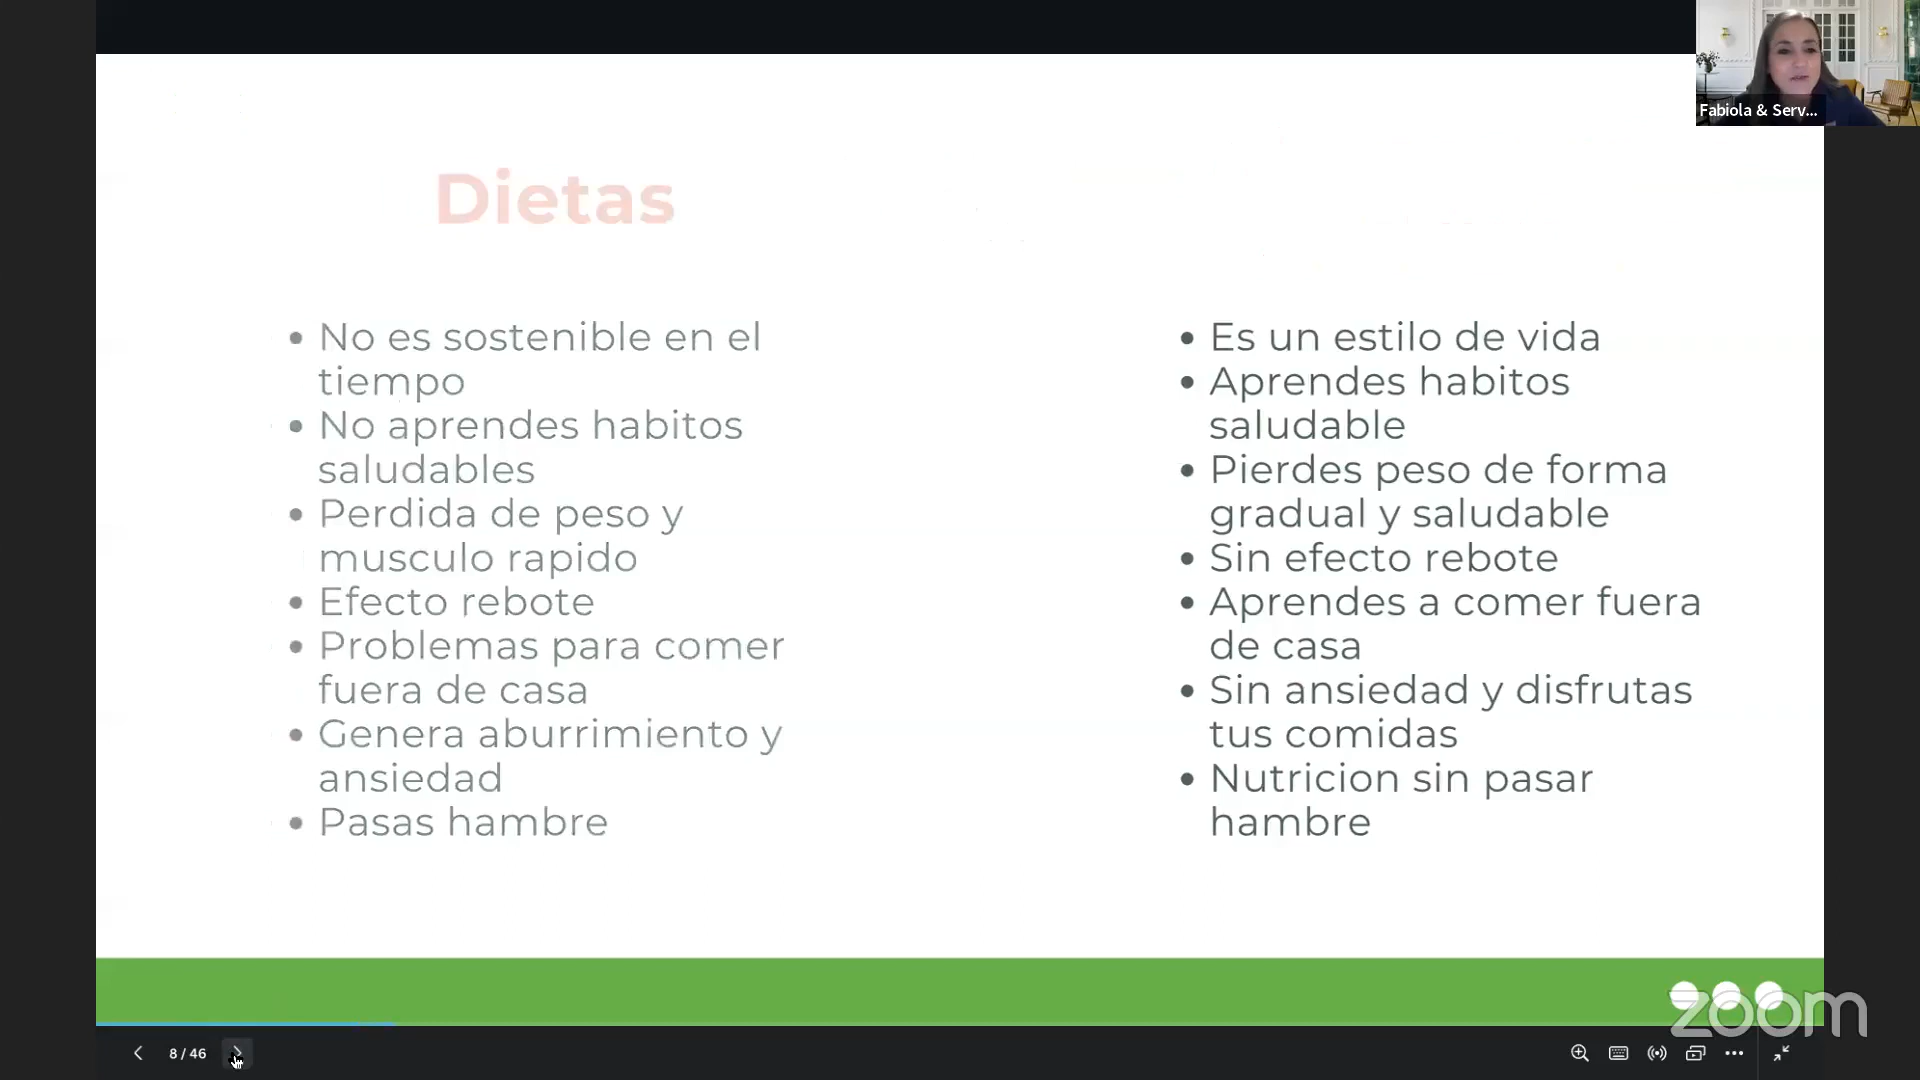 Fabiola & Serv...
Dietas
• No es sostenible en el
tiempo
• No aprendes habitos
saludables
• Perdida de peso y
musculo rapido
• Efecto rebote
• Problemas para comer
fuera de casa
• Genera aburrimiento y
ansiedad
• Pasas hambre
• Es un estilo de vida
• Aprendes habitos
saludable
• Pierdes peso de forma
gradual y saludable
• Sin efecto rebote
• Aprendes a comer fuera
de casa
• Sin ansiedad y disfrutas
tus comidas
• Nutricion sin pasar
hambre
zoom
8 / 46